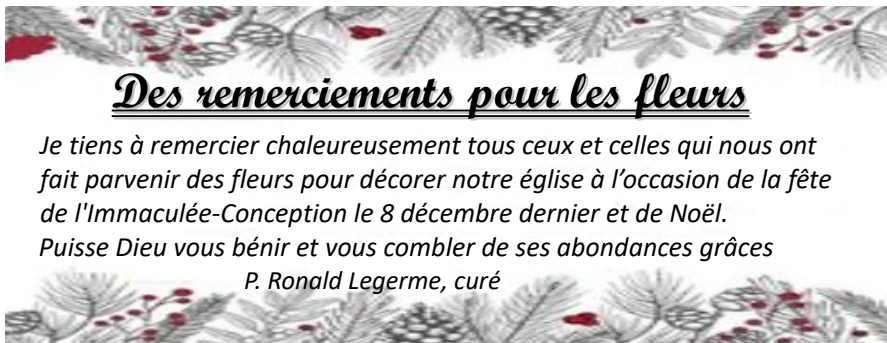 Des remerciements pour les fleurs
Je tiens à remercier chaleureusement tous ceux et celles qui nous ont
fait parvenir des fleurs pour décorer notre église à l’occasion de la fête
de l'Immaculée-Conception le 8 décembre dernier et de Noël.
Puisse Dieu vous bénir et vous combler de ses abondances grâces
P. Ronald Legerme, curé